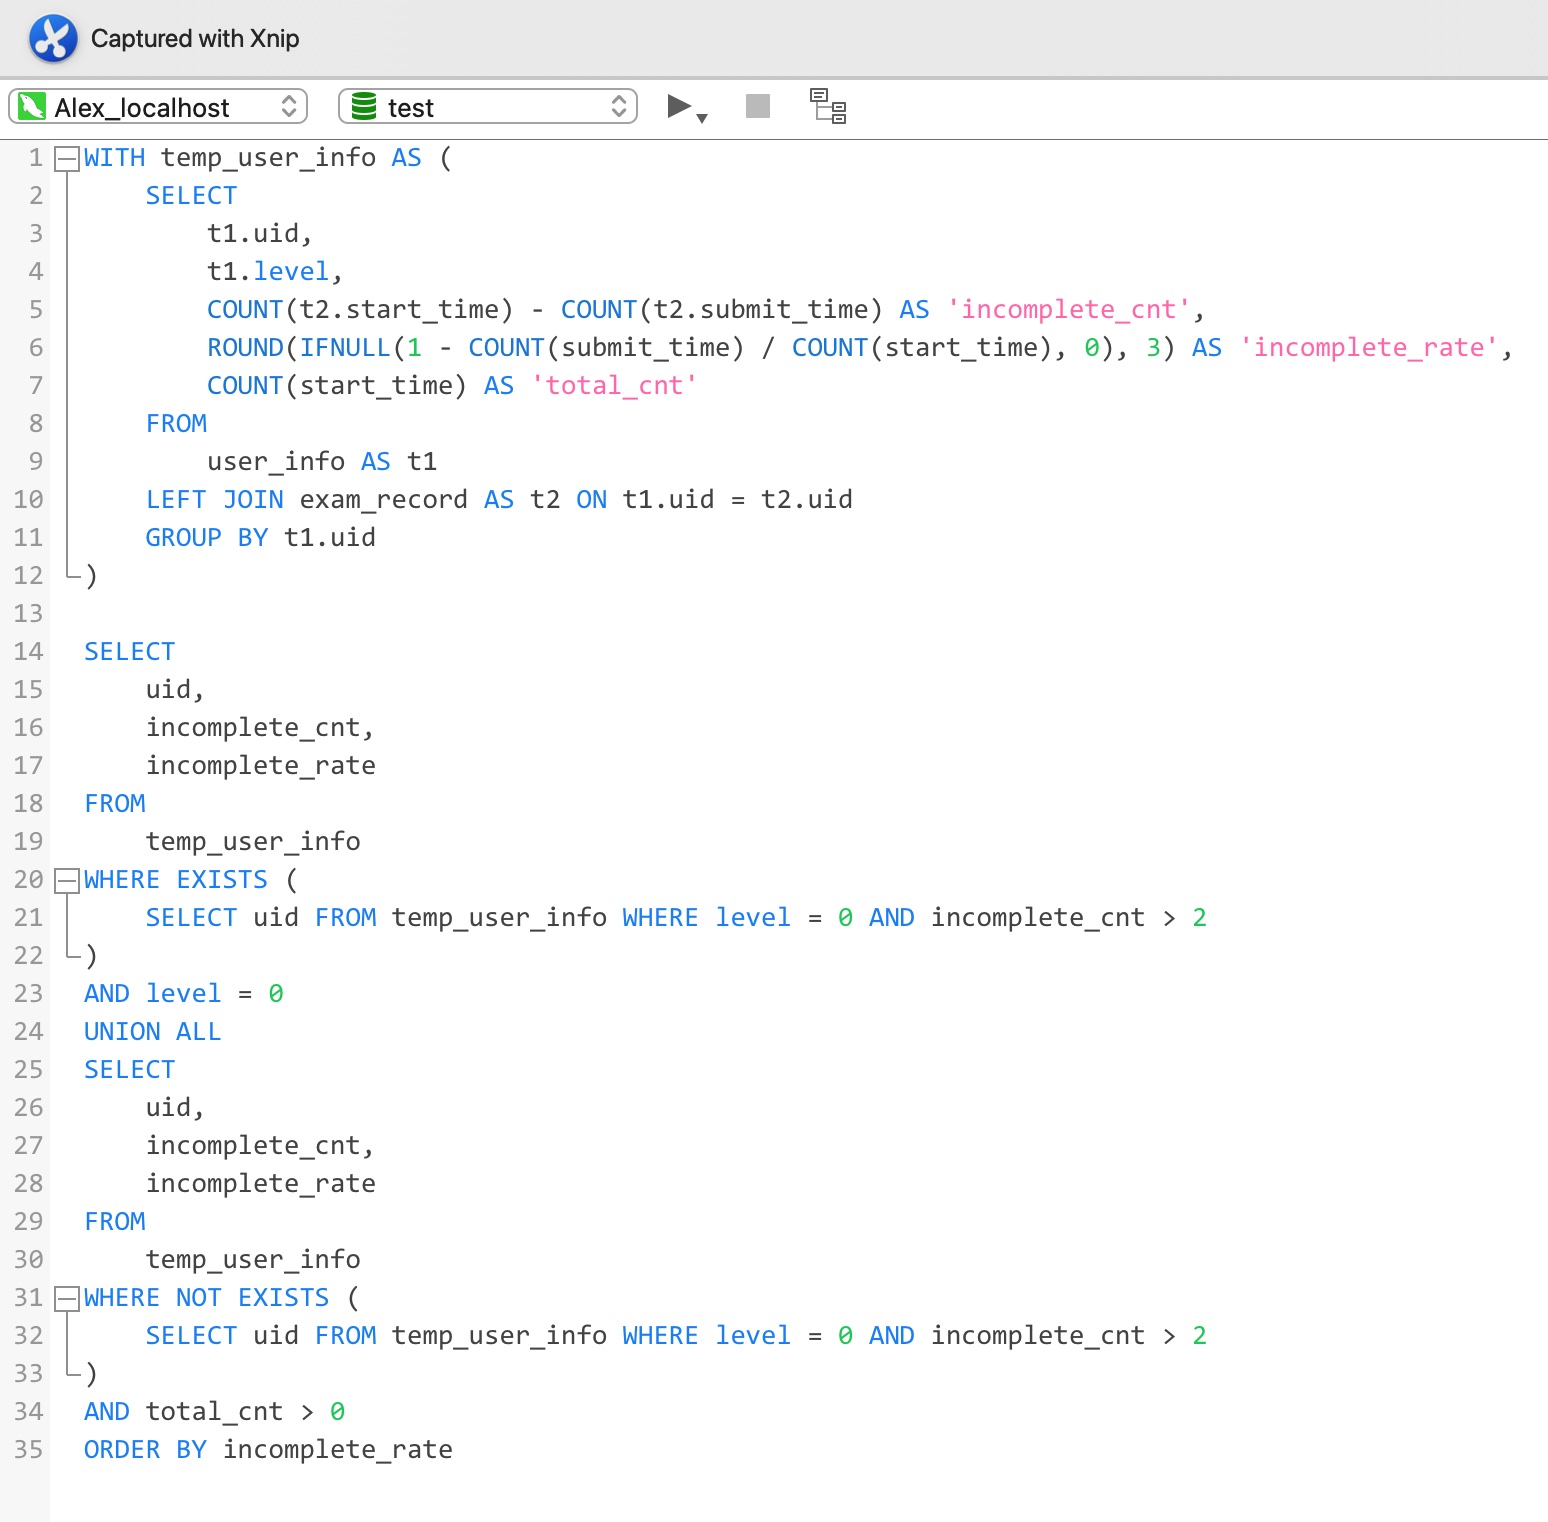 Captured with Xnip
Alex_localhost test
1 WITH temp_user_info AS (
2 SELECT
3 t1.uid,
4 t1.level,
5 COUNT(t2.start_time) - COUNT(t2.submit_time) AS 'incomplete_cnt',
6 ROUND(IFNULL(1 - COUNT(submit_time) / COUNT(start_time), 0), 3) AS 'incomplete_rate',
7 COUNT(start_time) AS 'total_cnt'
8 FROM
9 user_info AS t1
10 LEFT JOIN exam_record AS t2 ON t1.uid = t2.uid
11 GROUP BY t1.uid
12 )
13
14 SELECT
15 uid,
16 incomplete_cnt,
17 incomplete_rate
18 FROM
19 temp_user_info
20 WHERE EXISTS (
21 SELECT uid FROM temp_user_info WHERE level = 0 AND incomplete_cnt > 2
22 )
23 AND level = 0
24 UNION ALL
25 SELECT
26 uid,
27 incomplete_cnt,
28 incomplete_rate
29 FROM
30 temp_user_info
31 WHERE NOT EXISTS (
32 SELECT uid FROM temp_user_info WHERE level = 0 AND incomplete_cnt > 2
33 )
34 AND total_cnt > 0
35 ORDER BY incomplete_rate